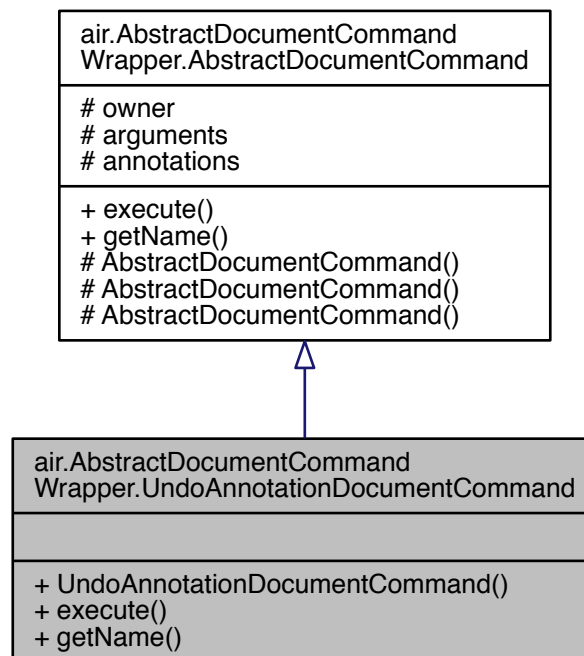 air.AbstractDocumentCommand
Wrapper.AbstractDocumentCommand
# owner
# arguments
# annotations
+ execute()
+ getName()
# AbstractDocumentCommand()
# AbstractDocumentCommand()
# AbstractDocumentCommand()
air.AbstractDocumentCommand
Wrapper.UndoAnnotationDocumentCommand
+ UndoAnnotationDocumentCommand()
+ execute()
+ getName()